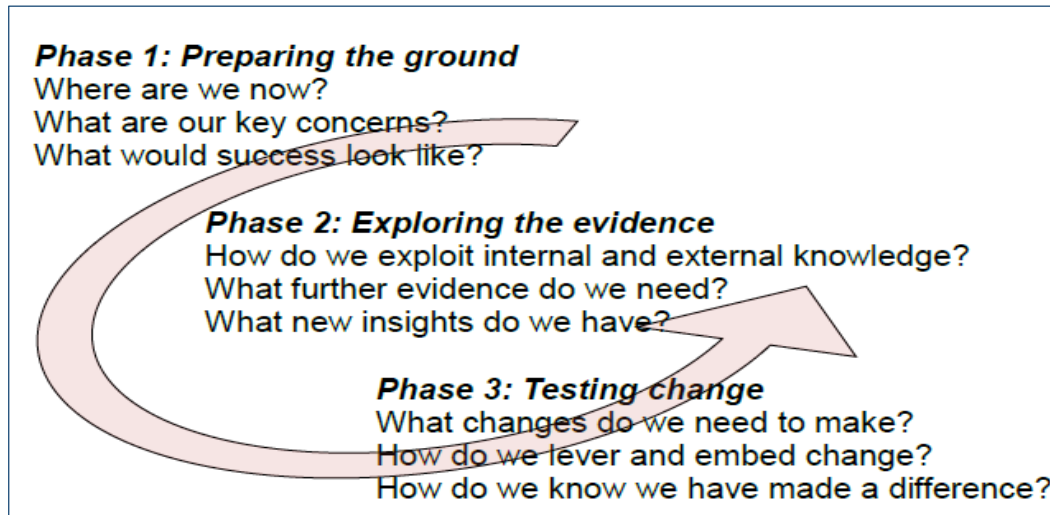 Phase 1: Preparing the ground
Where are we now?
What are our key concerns?
What would success look like?
Phase 2: Exploring the evidence
How do we exploit internal and external knowledge?
What further evidence do we need?
What new insights do we have?
Phase 3: Testing change
What changes do we need to make?
How do we lever and embed change?
How do we know we have made a difference?